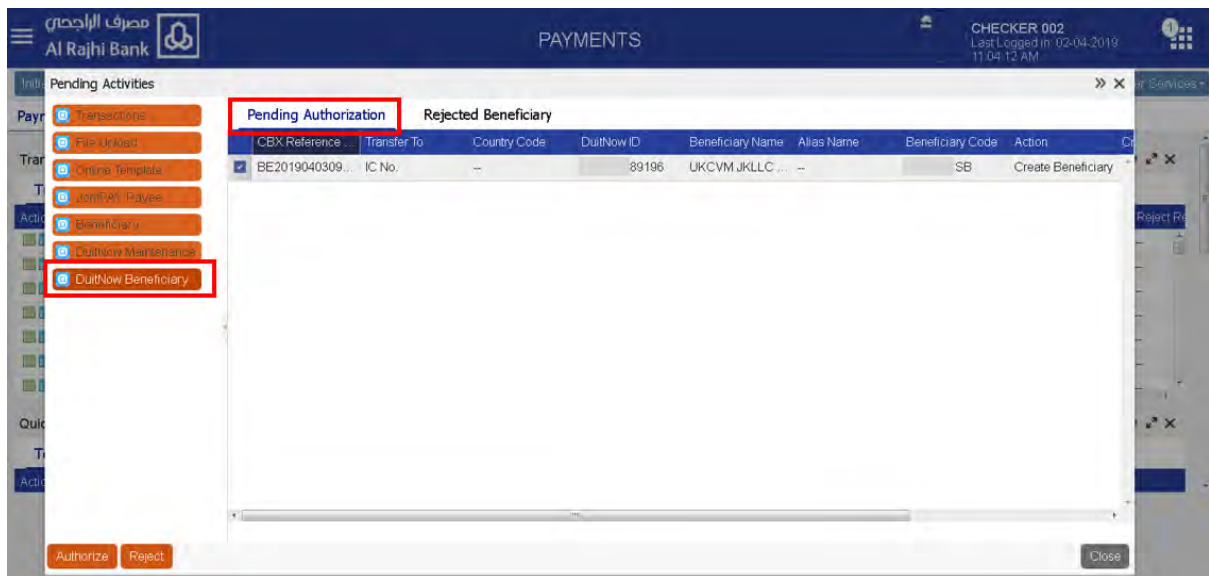 مصرف الراجحي
Al Rajhi Bank
PAYMENTS
CHECKER 002
Last Logged in 02-04-2019
11:04:12 AM
1
Pending Activities
Transactions
File Upload
Online Template
JomPAY Payee
Beneficiary
DuitNow Maintenance
DuitNow Beneficiary
Pending Authorization Rejected Beneficiary
CBX Reference ... Transfer To Country Code DuitNow ID Beneficiary Name Alias Name Beneficiary Code Action
BE2019040309... IC No. -- 89196 UKCVM JKLLC ... -- SB Create Beneficiary
Authorize Reject
Close